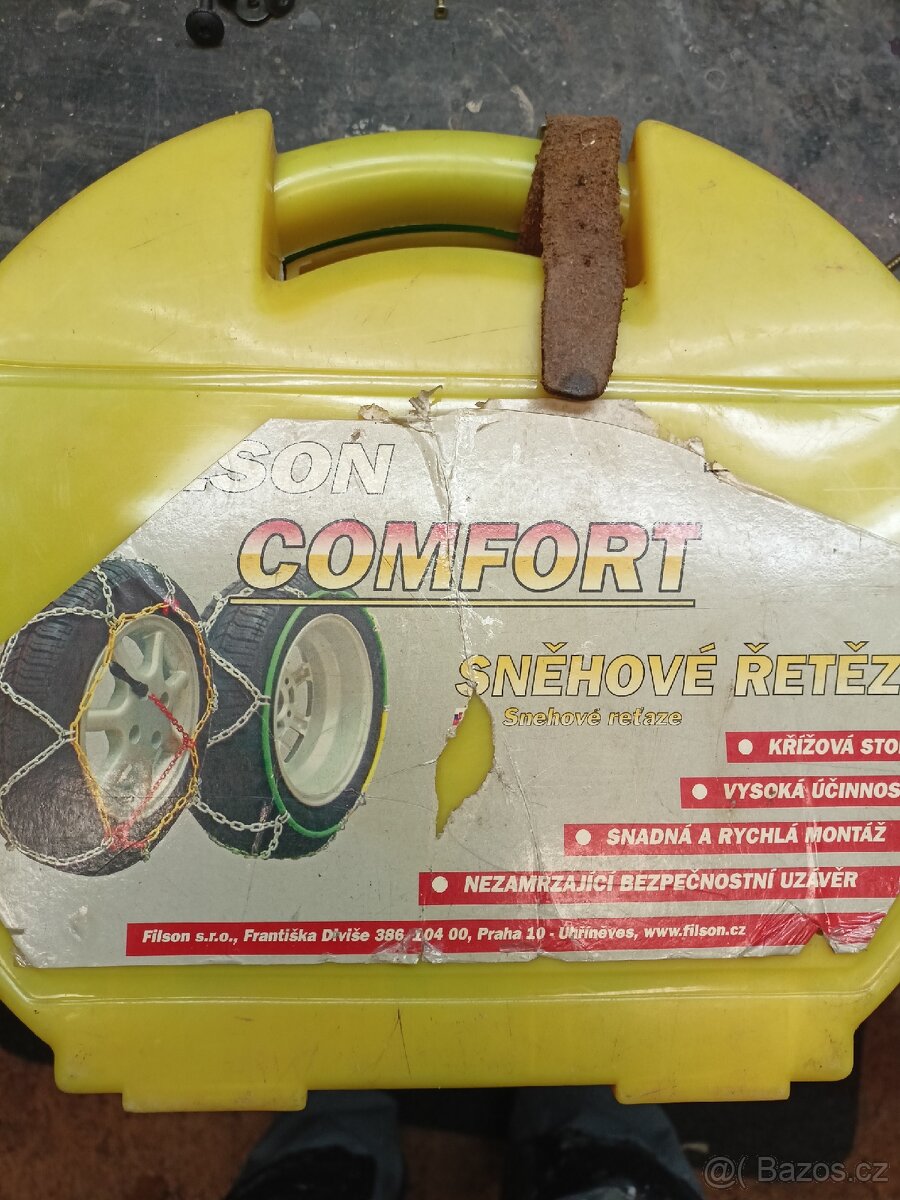 LSON
COMFORT
SNĚHOVÉ ŘETĚZ
Snehové reťaze
KŘÍŽOVÁ STO
VYSOKÁ ÚČINNOS
SNADNÁ A RYCHLÁ MONTÁŽ
NEZAMRZAJÍCÍ BEZPEČNOSTNÍ UZÁVĚR
Filson s.r.o., Františka Diviše 386, 104 00, Praha 10 - Uhříněves, www.filson.cz
@( Bazos.cz